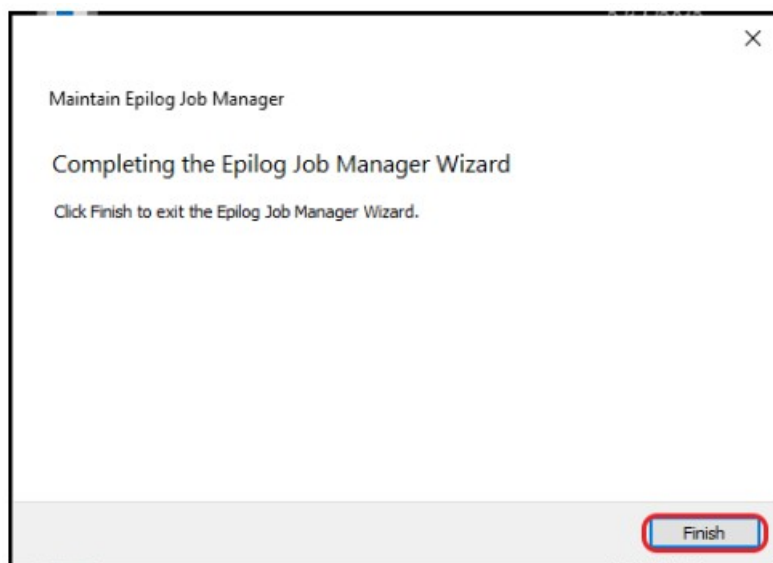 Maintain Epilog Job Manager
Completing the Epilog Job Manager Wizard
Click Finish to exit the Epilog Job Manager Wizard.
Finish